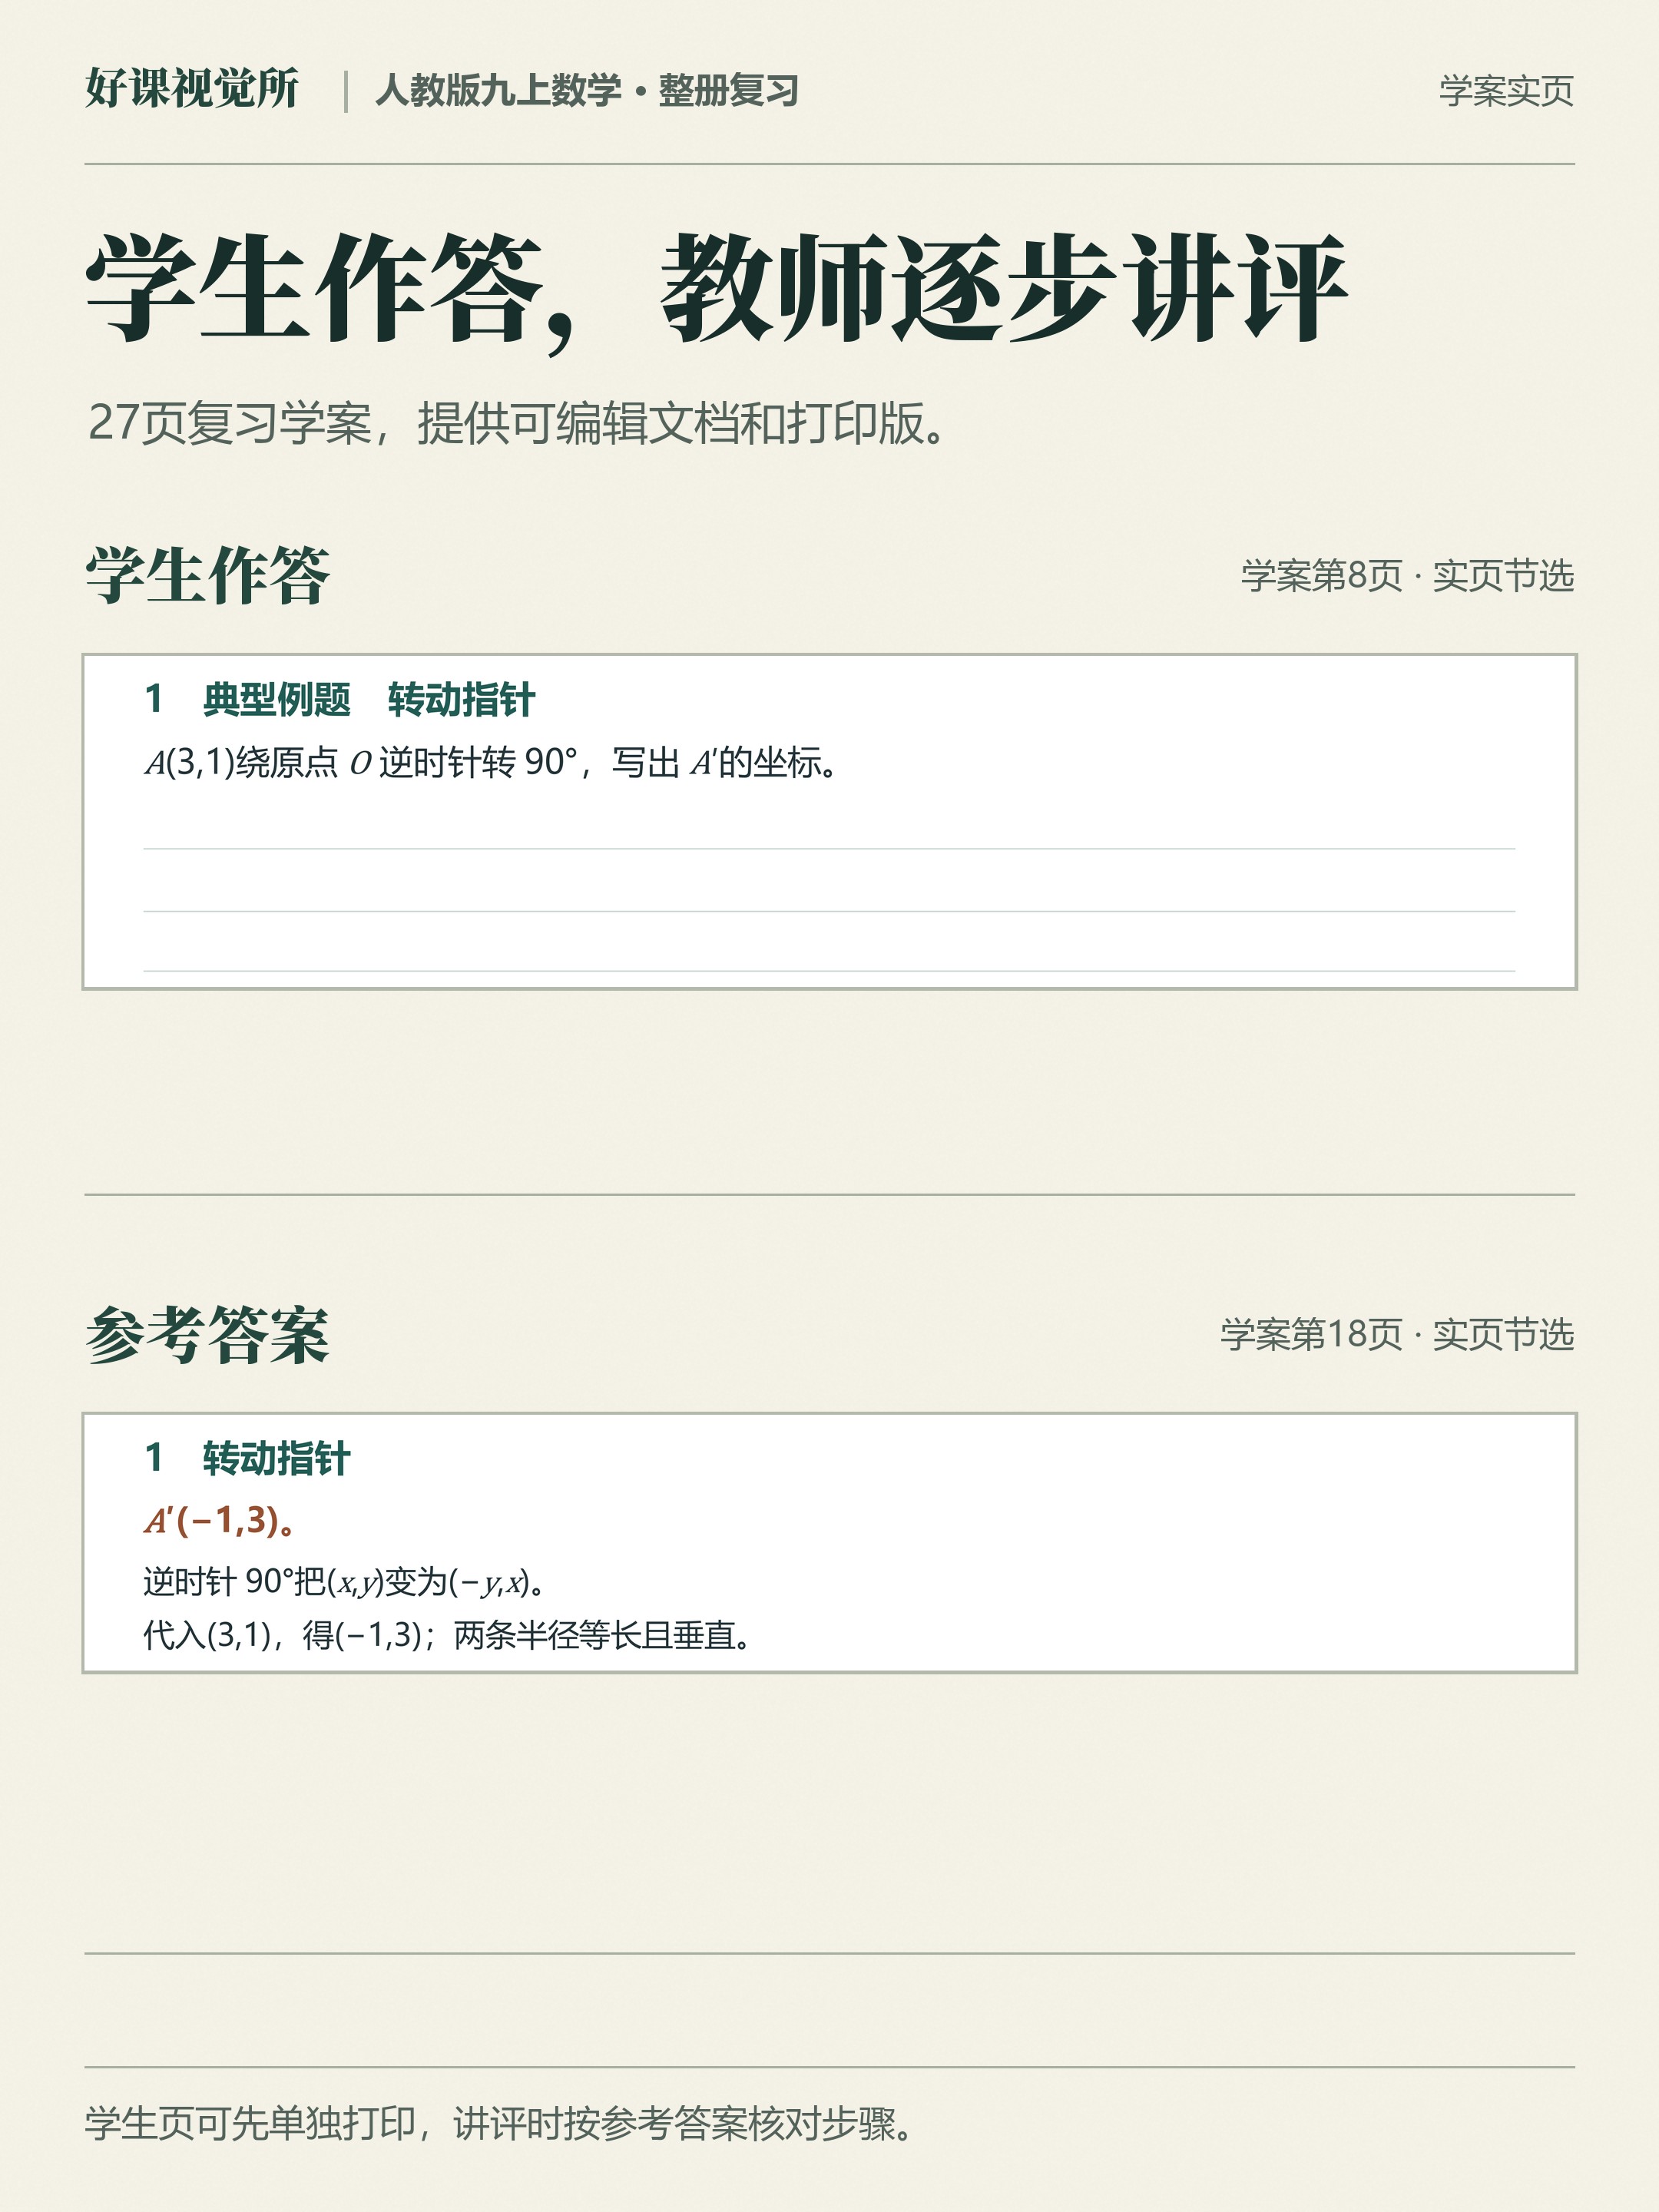 好课视觉所 | 人教版九上数学·整册复习 学案实页
学生作答，教师逐步讲评
27页复习学案，提供可编辑文档和打印版。
学生作答 学案第8页·实页节选
1 典型例题 转动指针
A(3,1)绕原点 O 逆时针转 90°，写出 A′的坐标。
参考答案 学案第18页·实页节选
1 转动指针
A′(−1,3)。
逆时针 90°把(x,y)变为(−y,x)。
代入(3,1)，得(−1,3)；两条半径等长且垂直。
学生页可先单独打印，讲评时按参考答案核对步骤。